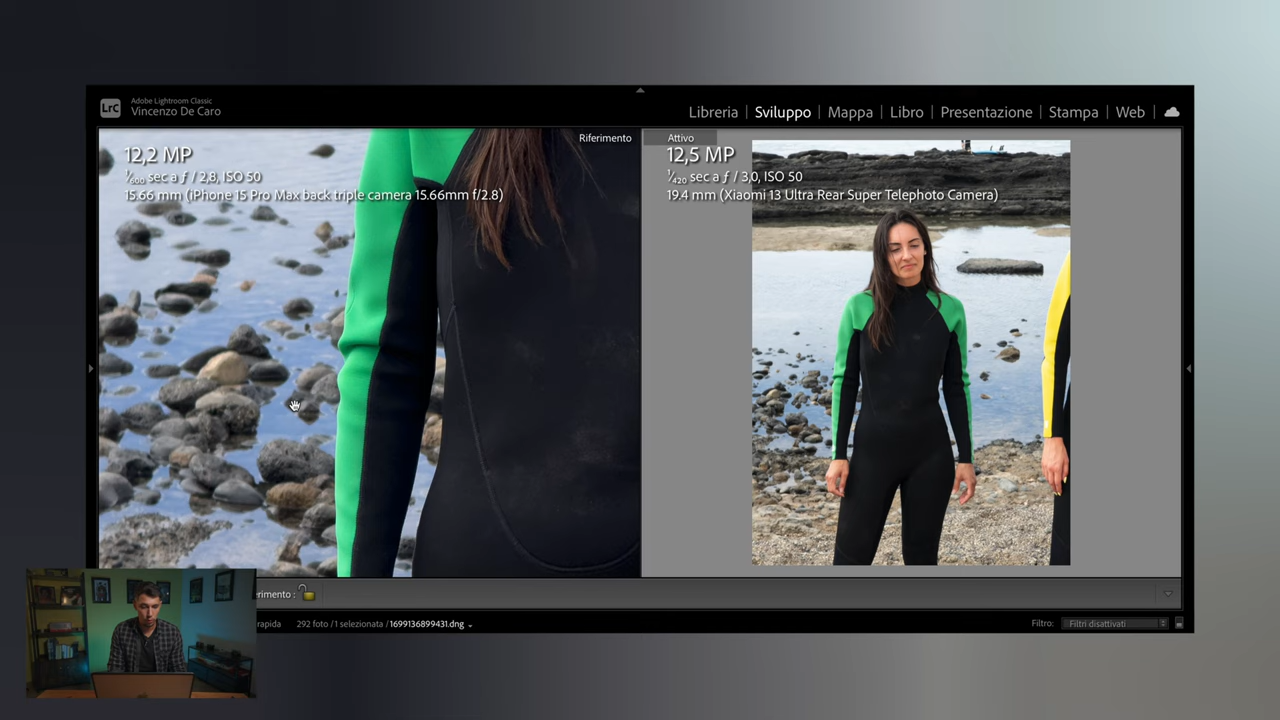 LrC
Adobe Lightroom Classic
Vincenzo De Caro
Libreria | Sviluppo | Mappa | Libro | Presentazione | Stampa | Web
Riferimento
12,2 MP
1/600 sec a ƒ / 2,8, ISO 50
15.66 mm (iPhone 15 Pro Max back triple camera 15.66mm f/2.8)
Attivo
12,5 MP
1/420 sec a ƒ / 3,0, ISO 50
19.4 mm (Xiaomi 13 Ultra Rear Super Telephoto Camera)
erimento :
rapida 292 foto / 1 selezionata / 1699136899431.dng
Filtro: Filtri disattivati